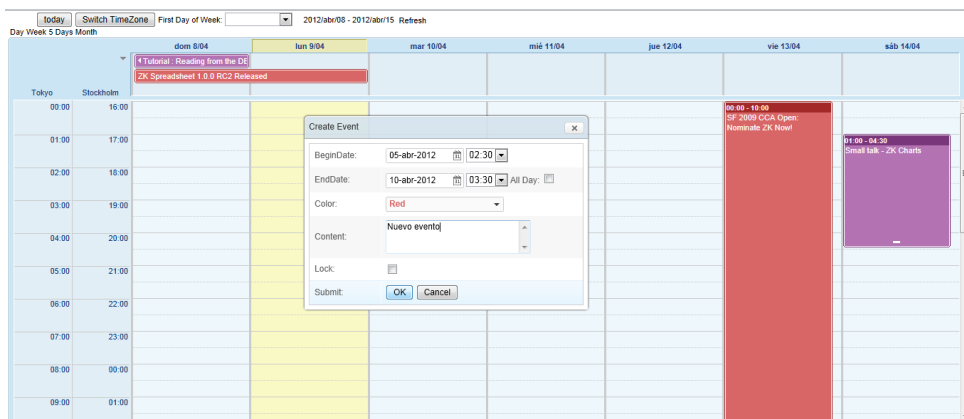 today Switch TimeZone First Day of Week: 2012/abr/08 - 2012/abr/15 Refresh
Day Week 5 Days Month
dom 8/04 lun 9/04 mar 10/04 mié 11/04 jue 12/04 vie 13/04 sáb 14/04
Tutorial : Reading from the DE
ZK Spreadsheet 1.0.0 RC2 Released
Tokyo Stockholm
00:00 16:00
00:00 - 10:00
SF 2009 CCA Open:
Nominate ZK Now!
01:00 17:00
01:00 - 04:30
Small talk - ZK Charts
02:00 18:00
03:00 19:00
04:00 20:00
05:00 21:00
06:00 22:00
07:00 23:00
08:00 00:00
09:00 01:00
Create Event
BeginDate: 05-abr-2012 02:30
EndDate: 10-abr-2012 03:30 All Day:
Color: Red
Content: Nuevo evento
Lock:
Submit: OK Cancel